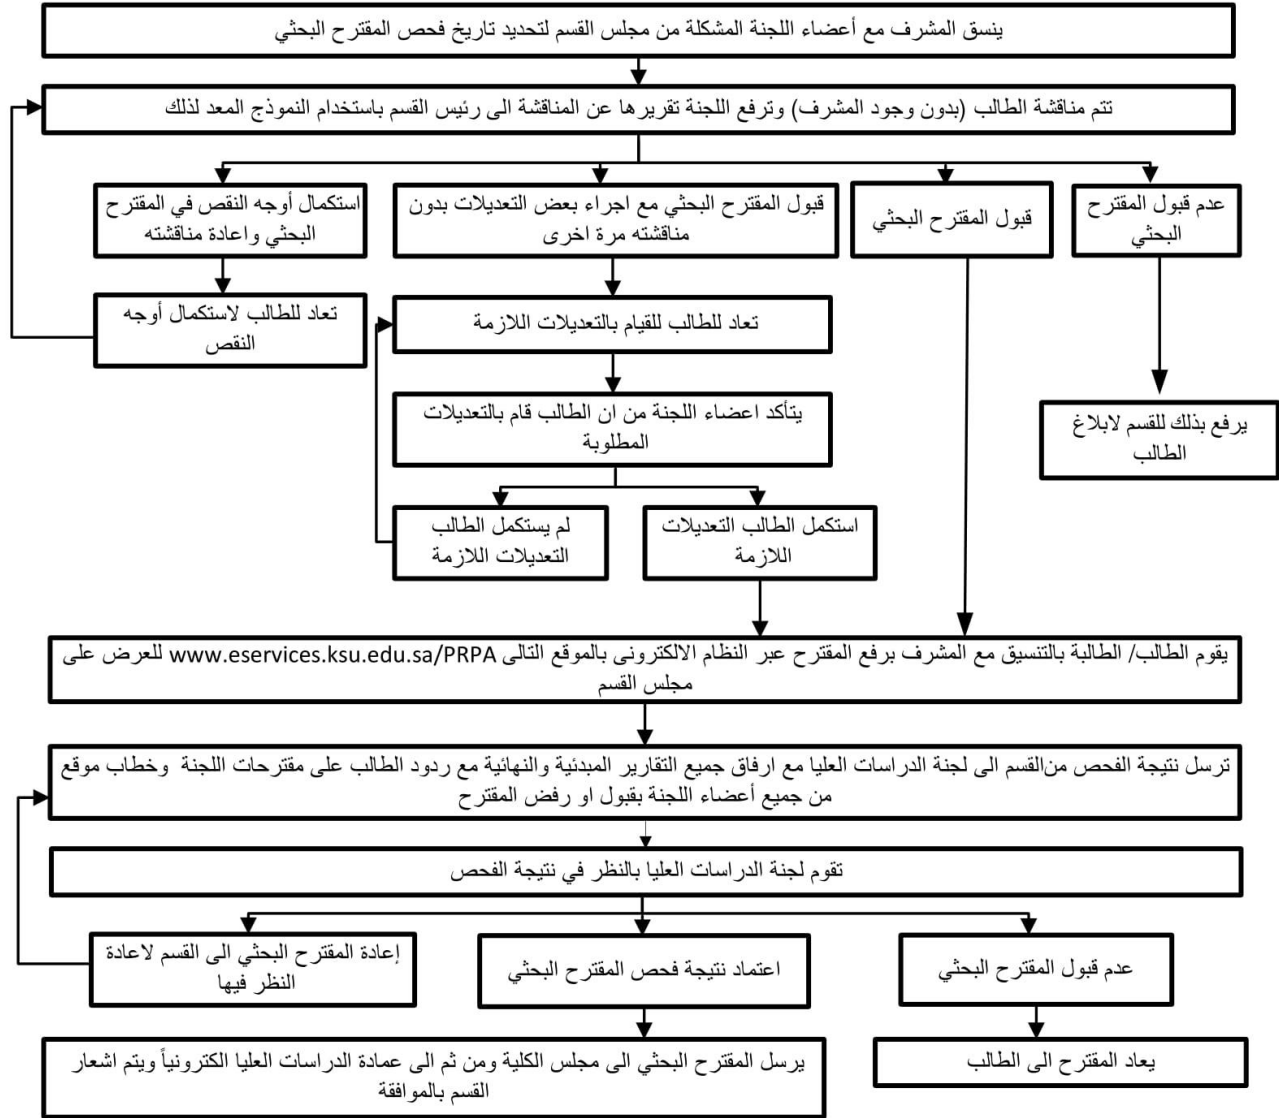 ينسق المشرف مع أعضاء اللجنة المشكلة من مجلس القسم لتحديد تاريخ فحص المقترح البحثي
تتم مناقشة الطالب (بدون وجود المشرف) وترفع اللجنة تقريرها عن المناقشة الى رئيس القسم باستخدام النموذج المعد لذلك
عدم قبول المقترح
البحثي
قبول المقترح البحثي
قبول المقترح البحثي مع اجراء بعض التعديلات بدون
مناقشته مرة اخرى
استكمال أوجه النقص في المقترح
البحثي واعادة مناقشته
تعاد للطالب لاستكمال أوجه
النقص
تعاد للطالب للقيام بالتعديلات اللازمة
يتأكد اعضاء اللجنة من ان الطالب قام بالتعديلات
المطلوبة
يرفع بذلك للقسم لابلاغ
الطالب
استكمل الطالب التعديلات
اللازمة
لم يستكمل الطالب
التعديلات اللازمة
يقوم الطالب/ الطالبة بالتنسيق مع المشرف برفع المقترح عبر النظام الالكترونى بالموقع التالى www.eservices.ksu.edu.sa/PRPA للعرض على
مجلس القسم
ترسل نتيجة الفحص من القسم الى لجنة الدراسات العليا مع ارفاق جميع التقارير المبدئية والنهائية مع ردود الطالب على مقترحات اللجنة وخطاب موقع
من جميع أعضاء اللجنة بقبول او رفض المقترح
تقوم لجنة الدراسات العليا بالنظر في نتيجة الفحص
عدم قبول المقترح البحثي
اعتماد نتيجة فحص المقترح البحثي
إعادة المقترح البحثي الى القسم لاعادة
النظر فيها
يعاد المقترح الى الطالب
يرسل المقترح البحثي الى مجلس الكلية ومن ثم الى عمادة الدراسات العليا الكترونياً ويتم اشعار
القسم بالموافقة